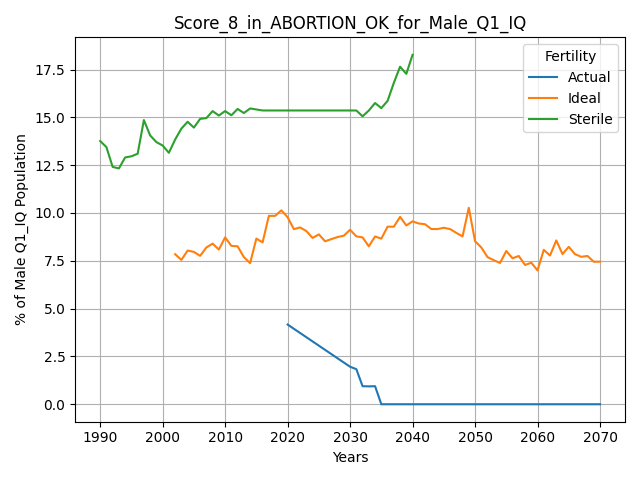 Score_8_in_ABORTION_OK_for_Male_Q1_IQ
Fertility
Actual
Ideal
Sterile
% of Male Q1_IQ Population
17.5
15.0
12.5
10.0
7.5
5.0
2.5
0.0
1990 2000 2010 2020 2030 2040 2050 2060 2070
Years